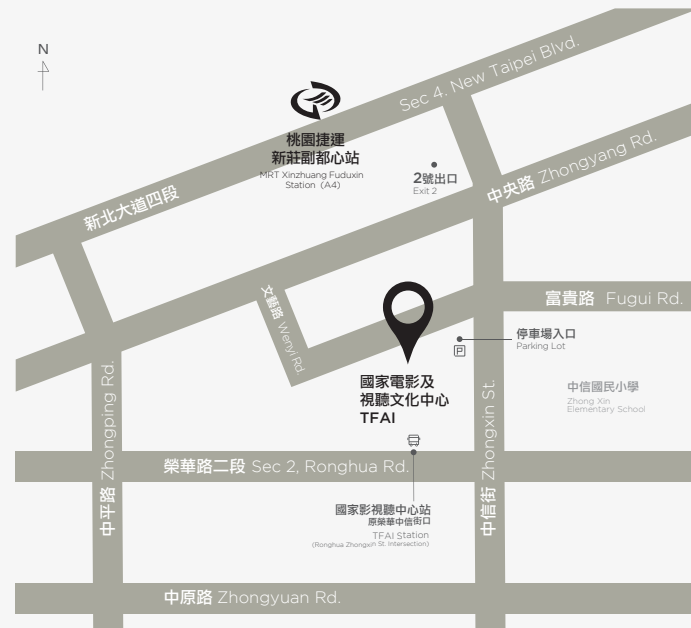 N
Sec 4, New Taipei Blvd.
桃園捷運
新莊副都心站
MRT Xinzhuang Fuduxin
Station (A4)
2號出口
Exit 2
中央路 Zhongyang Rd.
新北大道四段
文藝路 Wenyi Rd.
富貴路 Fugui Rd.
停車場入口
Parking Lot
P
國家電影及
視聽文化中心
TFAI
中信國民小學
Zhong Xin
Elementary School
中平路 Zhongping Rd.
中信街 Zhongxin St.
榮華路二段 Sec 2, Ronghua Rd.
國家影視聽中心站
原榮華中信街口
TFAI Station
(Ronghua Zhongxin St. Intersection)
中原路 Zhongyuan Rd.